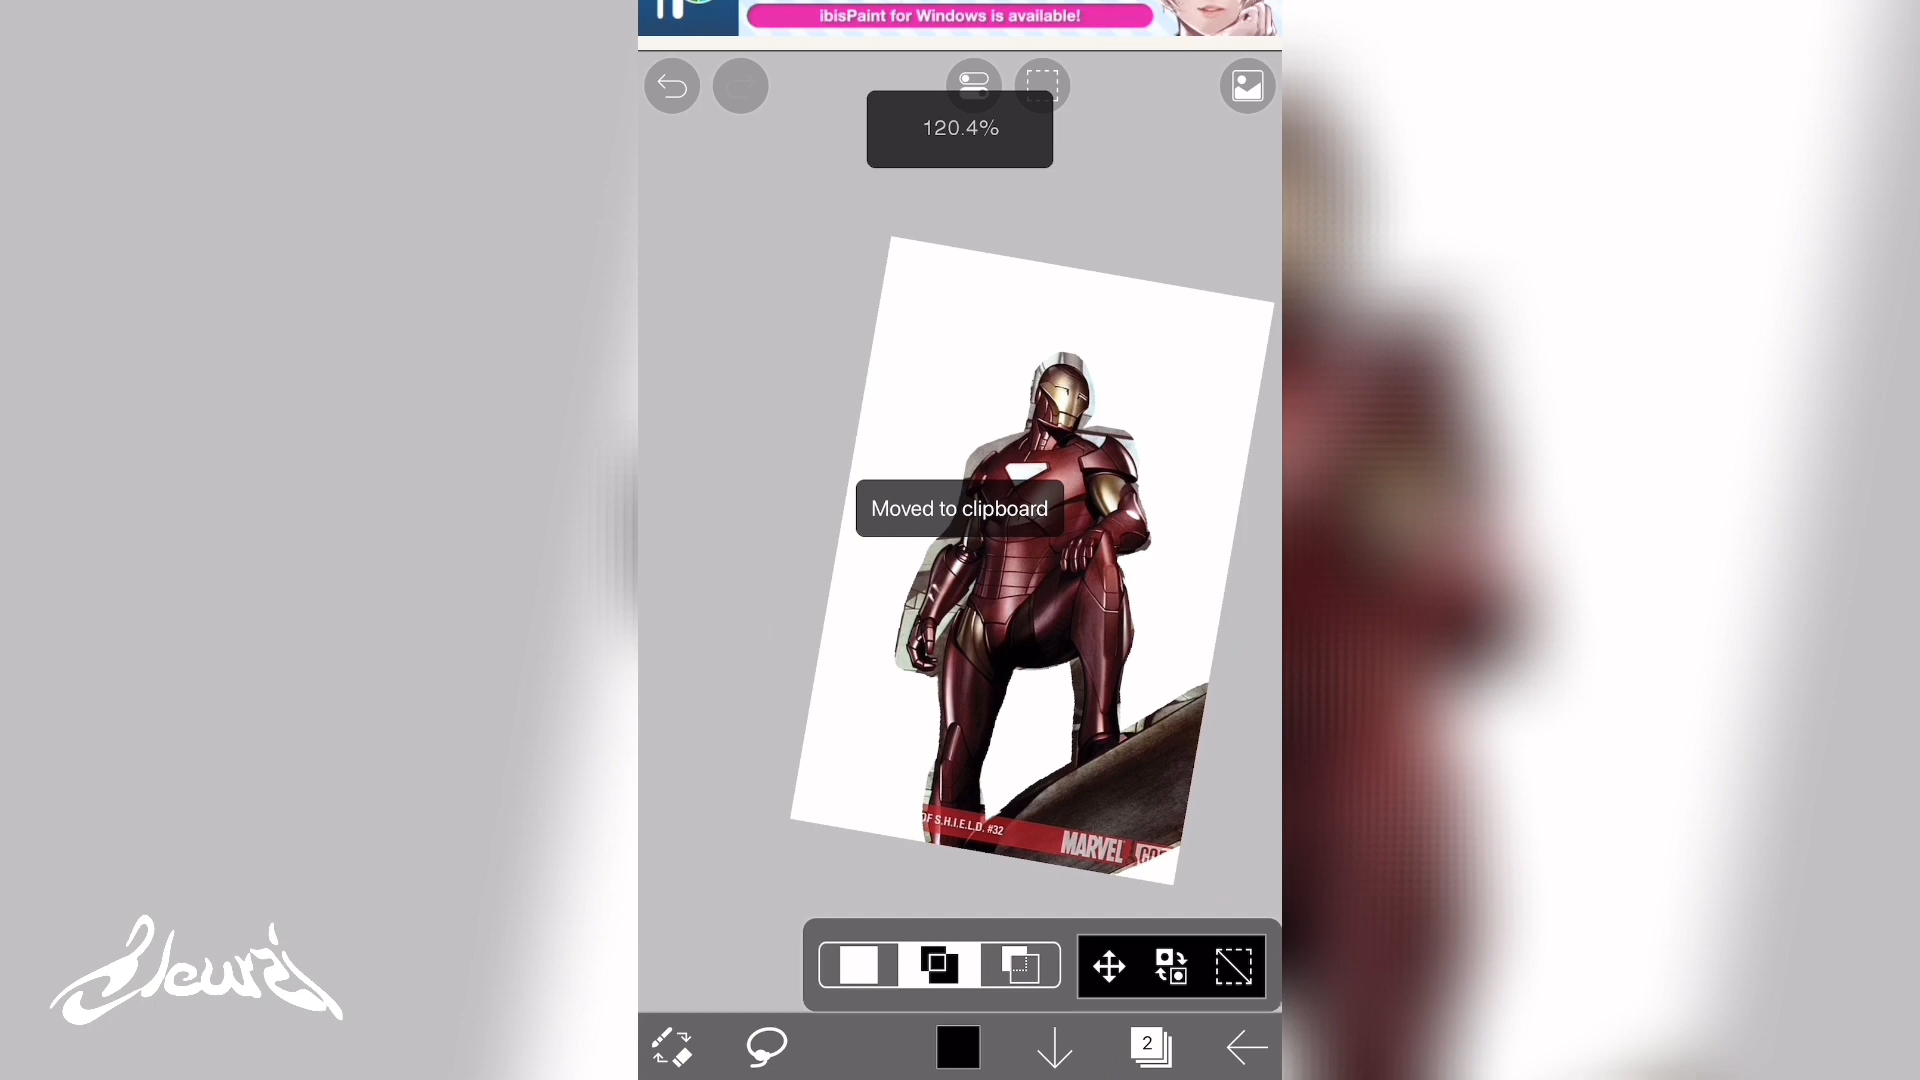 ibisPaint for Windows is available!
120.4%
Moved to clipboard
OF S.H.I.E.L.D. #32
MARVEL
2